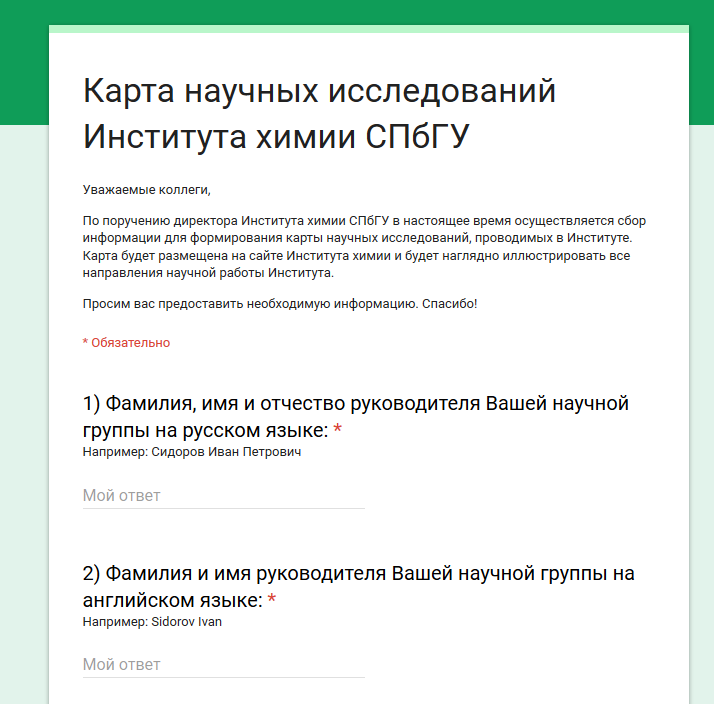 Карта научных исследований
Института химии СПбГУ
Уважаемые коллеги,
По поручению директора Института химии СПбГУ в настоящее время осуществляется сбор
информации для формирования карты научных исследований, проводимых в Институте.
Карта будет размещена на сайте Института химии и будет наглядно иллюстрировать все
направления научной работы Института.
Просим вас предоставить необходимую информацию. Спасибо!
* Обязательно
1) Фамилия, имя и отчество руководителя Вашей научной
группы на русском языке: *
Например: Сидоров Иван Петрович
Мой ответ
2) Фамилия и имя руководителя Вашей научной группы на
английском языке: *
Например: Sidorov Ivan
Мой ответ